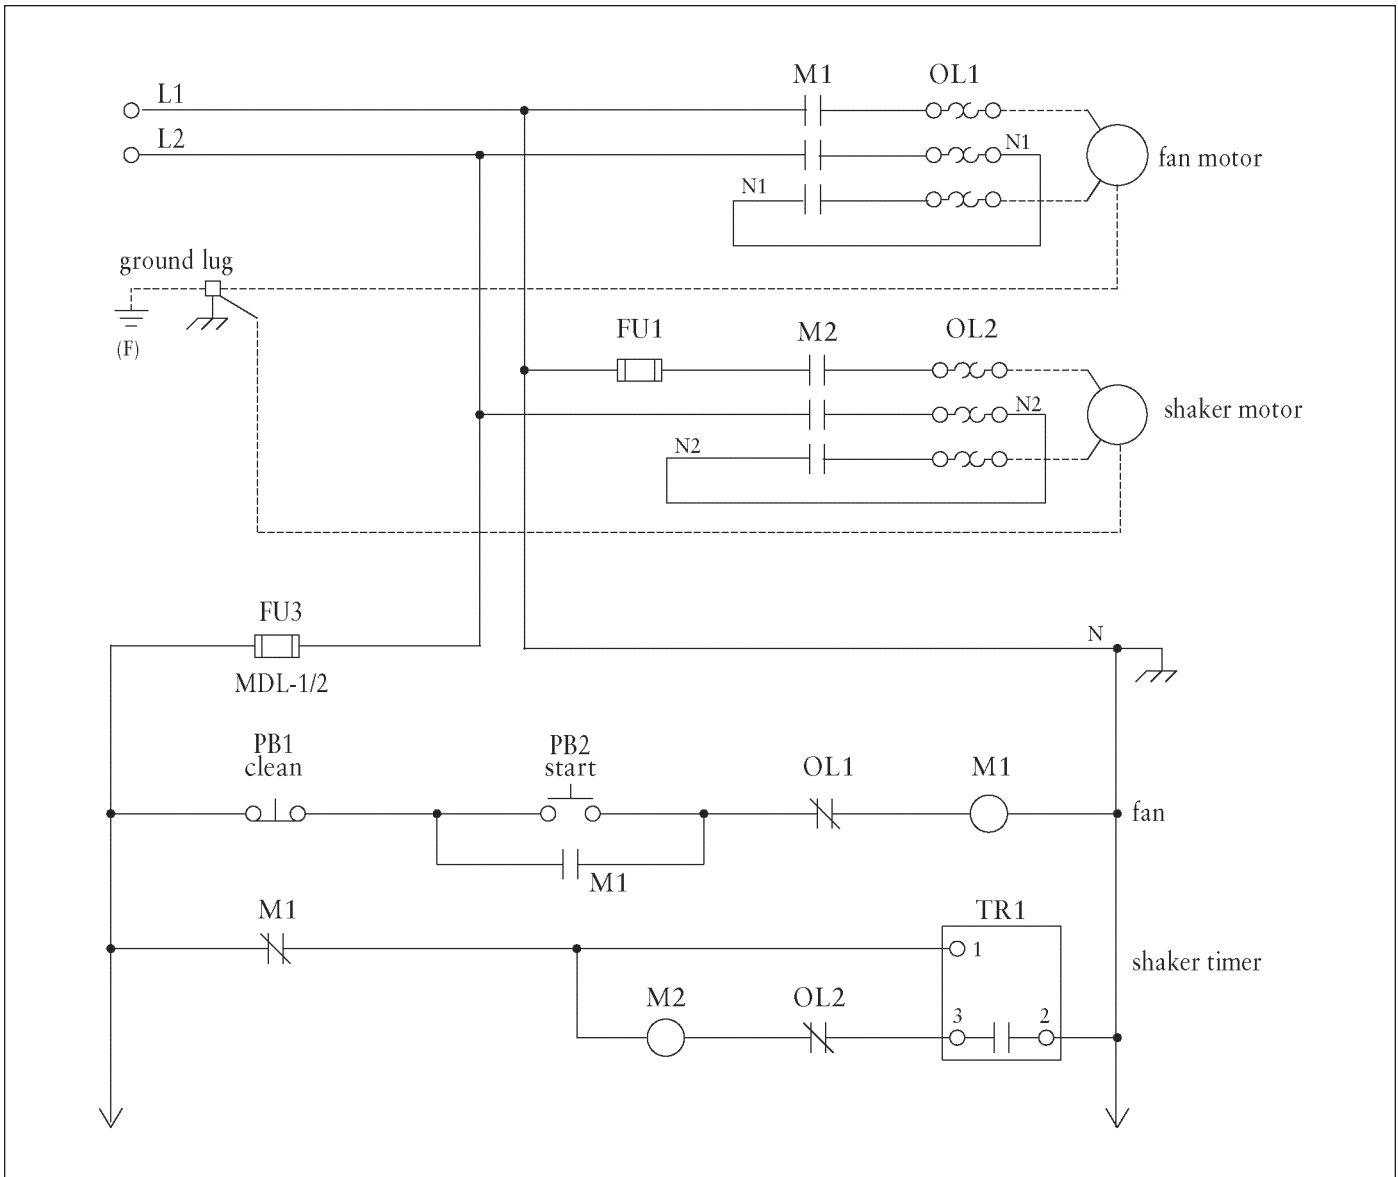 M1
OL1
L1
L2
N1
fan motor
N1
ground lug
(F)
FU1
M2
OL2
N2
shaker motor
N2
FU3
MDL-1/2
N
PB1
clean
PB2
start
OL1
M1
fan
M1
M1
TR1
1
shaker timer
M2
OL2
3
2